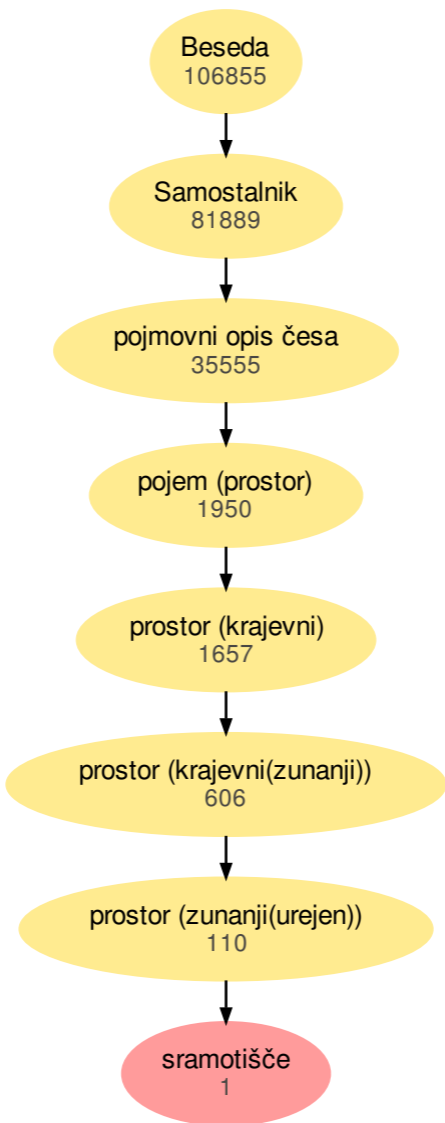 Beseda
106855
Samostalnik
81889
pojmovni opis česa
35555
pojem (prostor)
1950
prostor (krajevni)
1657
prostor (krajevni(zunanji))
606
prostor (zunanji(urejen))
110
sramotišče
1